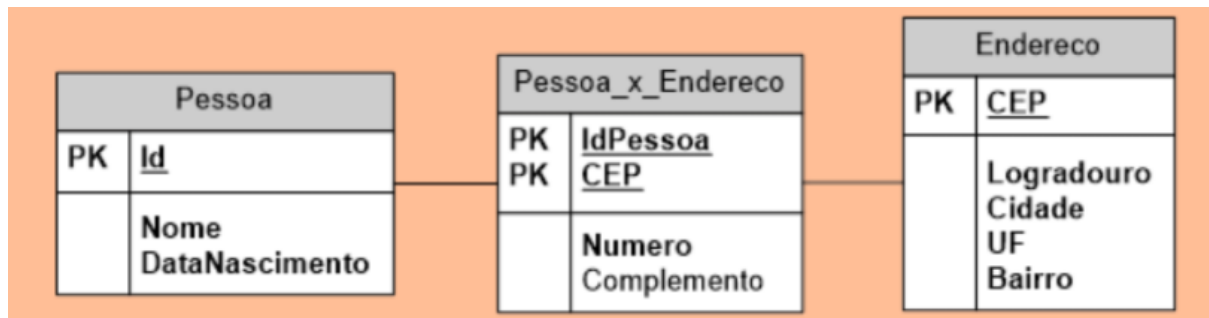 Pessoa
PK Id
Nome
DataNascimento
Pessoa_x_Endereco
PK IdPessoa
PK CEP
Numero
Complemento
Endereco
PK CEP
Logradouro
Cidade
UF
Bairro